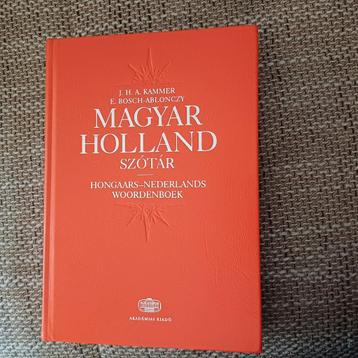 J. H. A. KAMMER
E. BOSCH-ABLONCZY
MAGYAR
HOLLAND
SZÓTÁR
HONGAARS–NEDERLANDS
WOORDENBOEK
AKADÉMIAI KIADÓ